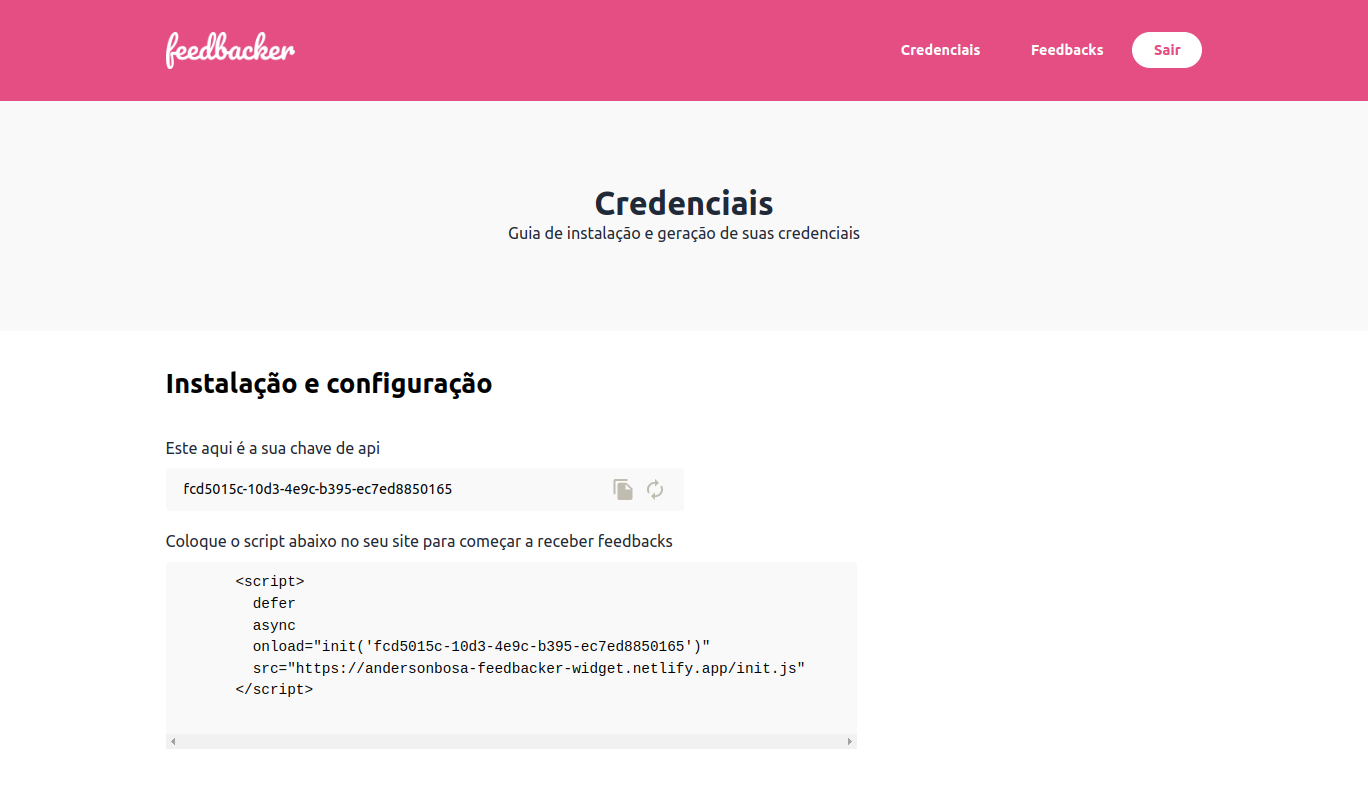 feedbacker
Credenciais
Feedbacks
Sair
Credenciais
Guia de instalação e geração de suas credenciais
Instalação e configuração
Este aqui é a sua chave de api
fcd5015c-10d3-4e9c-b395-ec7ed8850165
Coloque o script abaixo no seu site para começar a receber feedbacks
<script>
defer
async
onload="init('fcd5015c-10d3-4e9c-b395-ec7ed8850165')"
src="https://andersonbosa-feedbacker-widget.netlify.app/init.js"
</script>